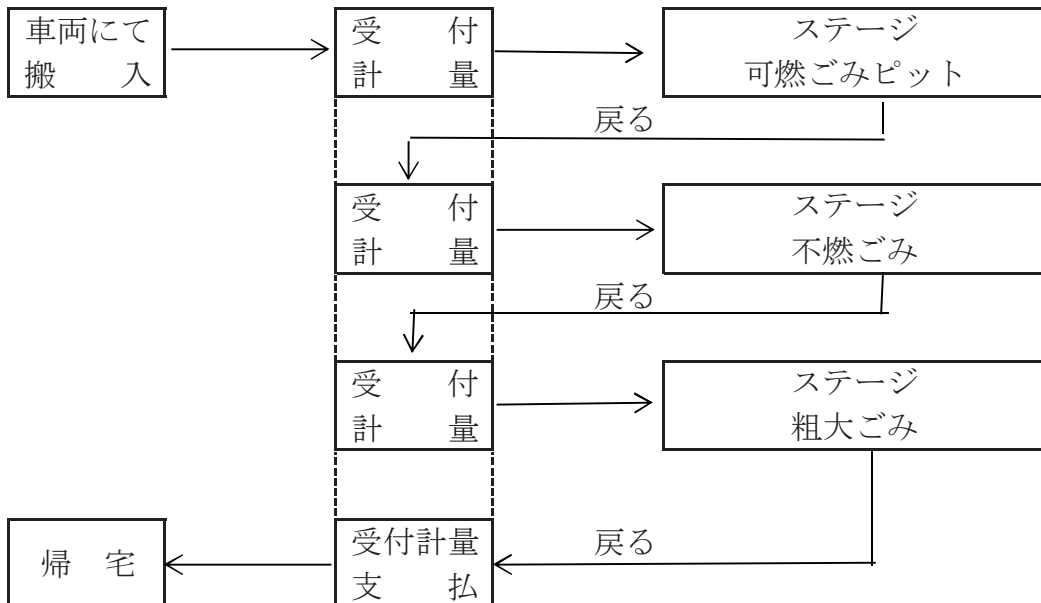 車両にて
搬　入
受　付
計　量
ステージ
可燃ごみピット
戻る
受　付
計　量
ステージ
不燃ごみ
戻る
受　付
計　量
ステージ
粗大ごみ
戻る
受付計量
支　払
帰　宅